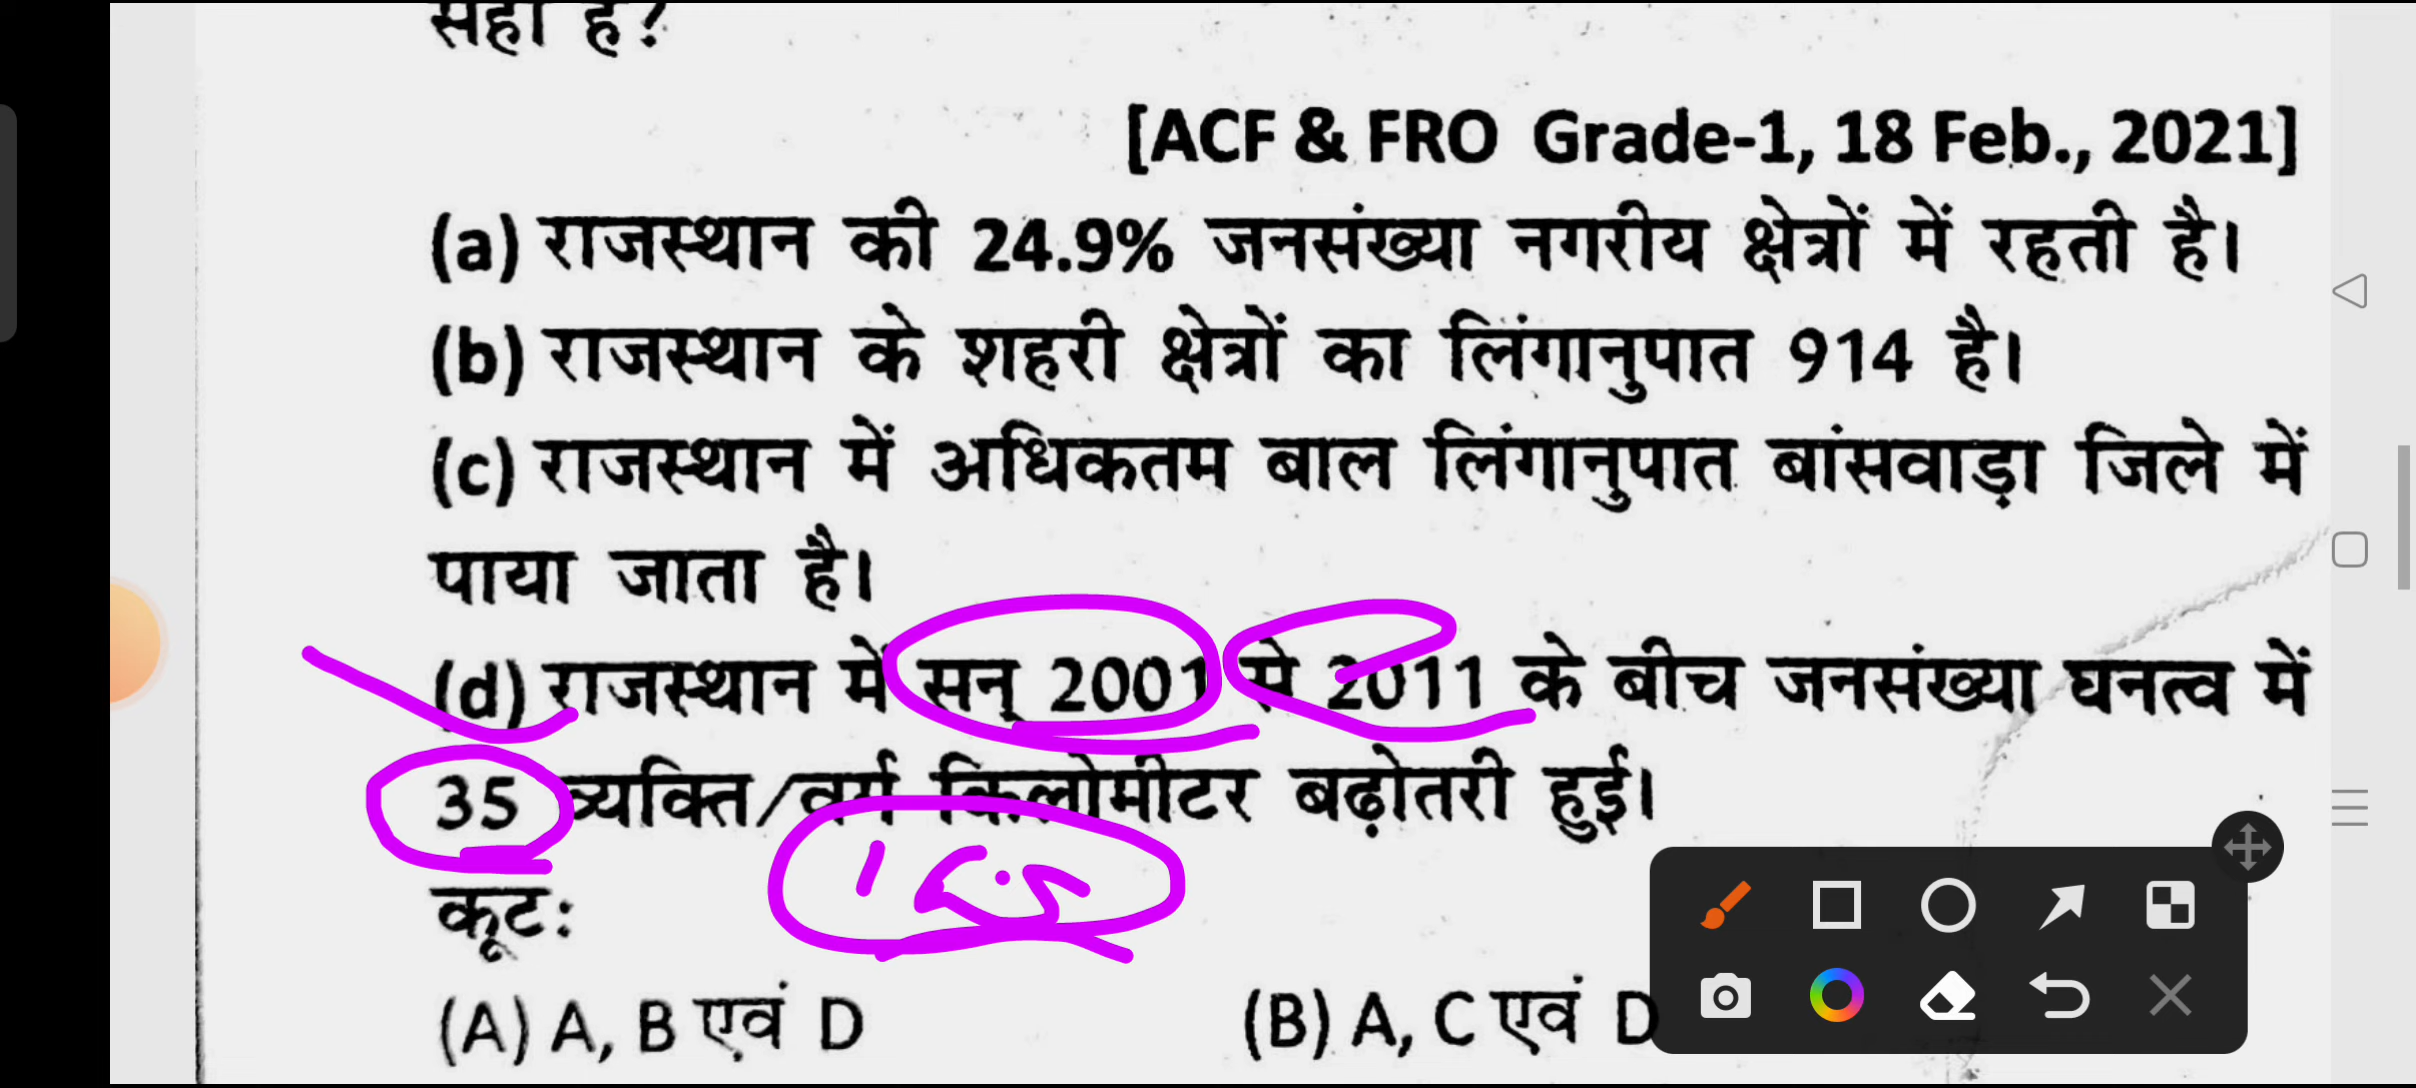 सही है?
[ACF & FRO Grade-1, 18 Feb., 2021]
(a) राजस्थान की 24.9% जनसंख्या नगरीय क्षेत्रों में रहती है।
(b) राजस्थान के शहरी क्षेत्रों का लिंगानुपात 914 है।
(c) राजस्थान में अधिकतम बाल लिंगानुपात बांसवाड़ा जिले में
पाया जाता है।
(d) राजस्थान में सन् 2001 से 2011 के बीच जनसंख्या घनत्व में
35 व्यक्ति/वर्ग किलोमीटर बढ़ोतरी हुई।
कूटः
(A) A, B एवं D
(B) A, C एवं D